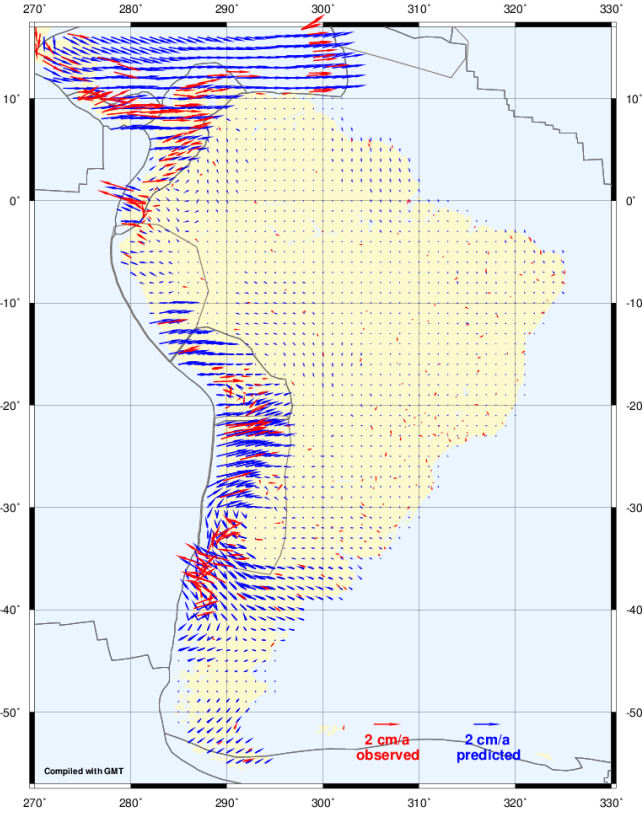 270˚ 280˚ 290˚ 300˚ 310˚ 320˚ 330˚
10˚ 10˚
0˚ 0˚
-10˚ -10˚
-20˚ -20˚
-30˚ -30˚
-40˚ -40˚
-50˚ -50˚
2 cm/a 2 cm/a
observed predicted
Compiled with GMT
270˚ 280˚ 290˚ 300˚ 310˚ 320˚ 330˚